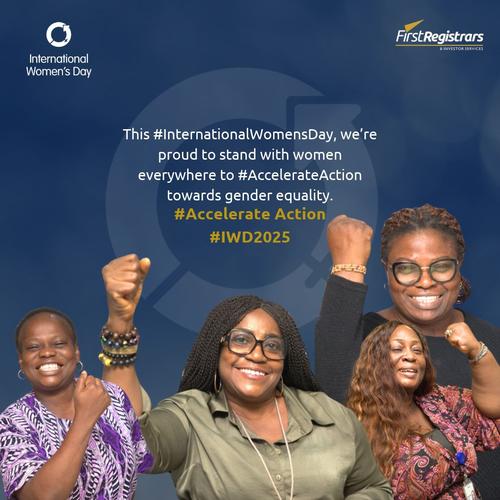 International
Women's Day
FirstRegistrars
& INVESTOR SERVICES
This #InternationalWomensDay, we're
proud to stand with women
everywhere to #AccelerateAction
towards gender equality.
#Accelerate Action
#IWD2025